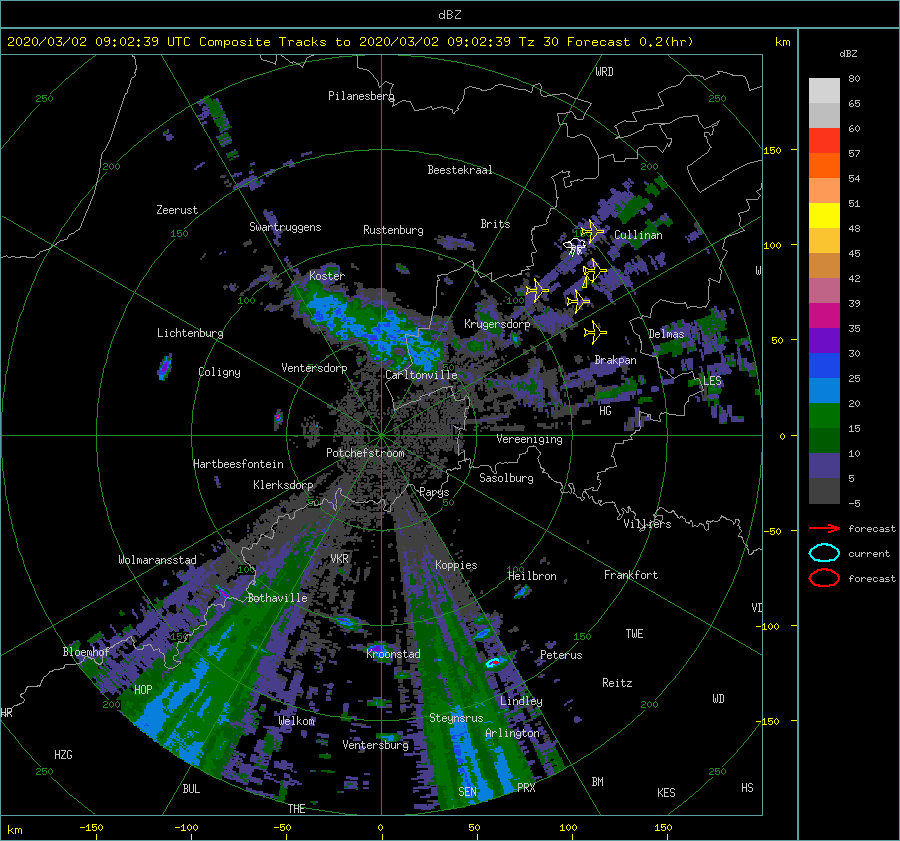 dBZ
2020/03/02 09:02:39 UTC Composite Tracks to 2020/03/02 09:02:39 Tz 30 Forecast 0.2(hr)
km
dBZ
WRD
80
250
Pilanesberg
250
65
60
150
57
200
Beestekraal
200
54
Zeerust
51
150
Swartruggens
Rustenburg
Brits
Cullinan
48
100
45
W
Koster
42
100
100
39
Krugersdorp
Lichtenburg
Delmas
35
50
30
Coligny
Ventersdorp
Carltonville
Brakpan
LES
25
HG
20
0
Vereeniging
15
Potchefstroom
10
Hartbeesfontein
Sasolburg
5
Klerksdorp
Parys
50
50
-5
Villiers
forecast
-50
Wolmaransstad
VKR
Koppies
current
100
100
Heilbron
Frankfort
forecast
Bothaville
VD
-100
150
150
TWE
Bloemhof
Kroonstad
Peterus
HOP
Reitz
WD
200
Lindley
200
HR
Welkom
Steynsrus
-150
Arlington
HZG
Ventersburg
250
250
BUL
SEN
PRX
BM
KES
HS
THE
km
-150
-100
-50
0
50
100
150